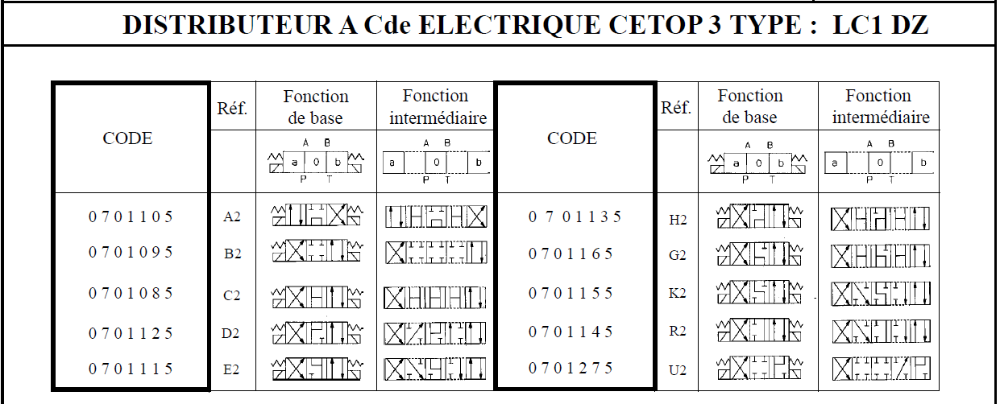 DISTRIBUTEUR A Cde ELECTRIQUE CETOP 3 TYPE : LC1 DZ
CODE Réf. Fonction de base Fonction intermédiaire CODE Réf. Fonction de base Fonction intermédiaire
A B A B A B A B
a 0 b a 0 b a 0 b a 0 b
P T P T P T P T
0 7 0 1 1 0 5 A2 0 7 0 1 1 3 5 H2
0 7 0 1 0 9 5 B2 0 7 0 1 1 6 5 G2
0 7 0 1 0 8 5 C2 0 7 0 1 1 5 5 K2
0 7 0 1 1 2 5 D2 0 7 0 1 1 4 5 R2
0 7 0 1 1 1 5 E2 0 7 0 1 2 7 5 U2